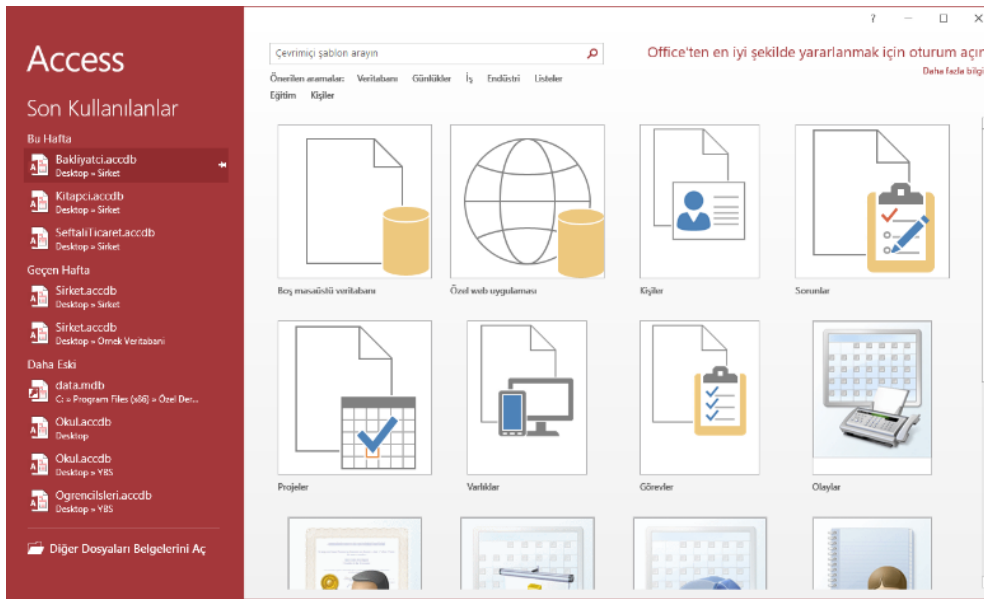 Access
Son Kullanılanlar
Bu Hafta
Bakliyatci.accdb
Desktop » Sirket
Kitapci.accdb
Desktop » Sirket
SeftaliTicaret.accdb
Desktop » Sirket
Geçen Hafta
Sirket.accdb
Desktop » Sirket
Sirket.accdb
Desktop » Ornek Veritabani
Daha Eski
data.mdb
C: » Program Files (x86) » Özel Der...
Okul.accdb
Desktop
Okul.accdb
Desktop » YBS
OgrenciIsleri.accdb
Desktop » YBS
Diğer Dosyaları Belgelerini Aç
?
Çevrimiçi şablon arayın
Office'ten en iyi şekilde yararlanmak için oturum açın
Daha fazla bilgi
Önerilen aramalar: Veritabanı Günlükler İş Endüstri Listeler
Eğitim Kişiler
Boş masaüstü veritabanı
Özel web uygulaması
Kişiler
Sorunlar
Projeler
Varlıklar
Görevler
Olaylar